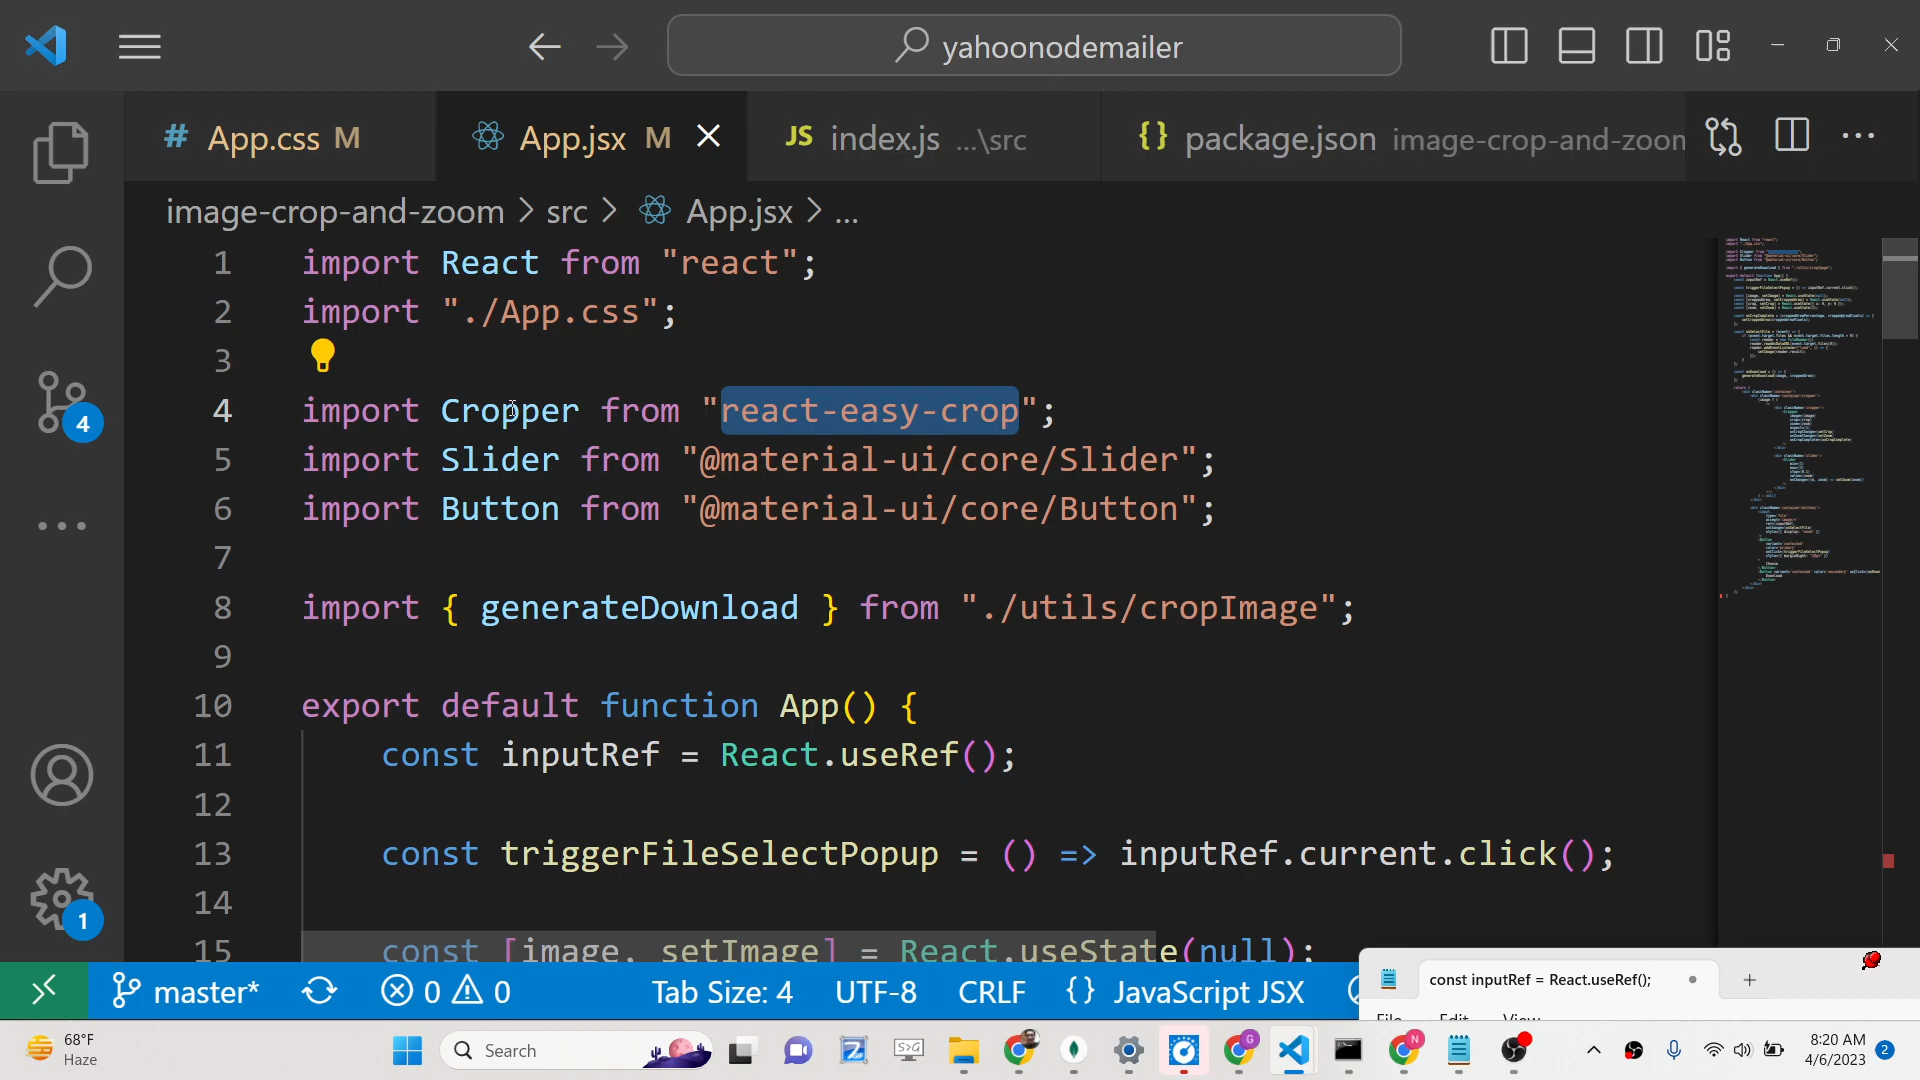 yahoonodemailer
# App.css M
App.jsx M
JS index.js ...\src
{} package.json image-crop-and-zoom
image-crop-and-zoom > src > App.jsx > ...
1 import React from "react";
2 import "./App.css";
3
4 import Cropper from "react-easy-crop";
5 import Slider from "@material-ui/core/Slider";
6 import Button from "@material-ui/core/Button";
7
8 import { generateDownload } from "./utils/cropImage";
9
10 export default function App() {
11 const inputRef = React.useRef();
12
13 const triggerFileSelectPopup = () => inputRef.current.click();
14
15 const [image, setImage] = React.useState(null);
4
1
master* 0 0 Tab Size: 4 UTF-8 CRLF {} JavaScript JSX
const inputRef = React.useRef();
File Edit View
68°F
Haze
Search
8:20 AM
4/6/2023
2